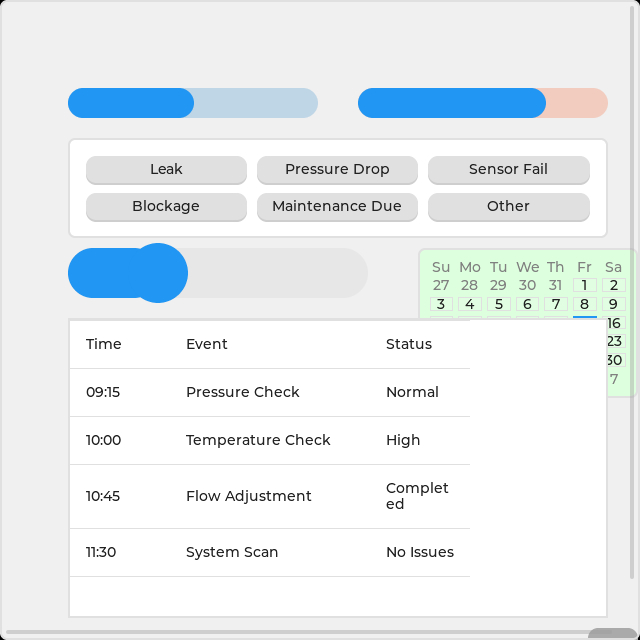 Leak Pressure Drop Sensor Fail
Blockage Maintenance Due Other
Su Mo Tu We Th Fr Sa
27 28 29 30 31 1 2
3 4 5 6 7 8 9
16
23
30
7
Time Event Status
09:15 Pressure Check Normal
10:00 Temperature Check High
10:45 Flow Adjustment Complet
ed
11:30 System Scan No Issues